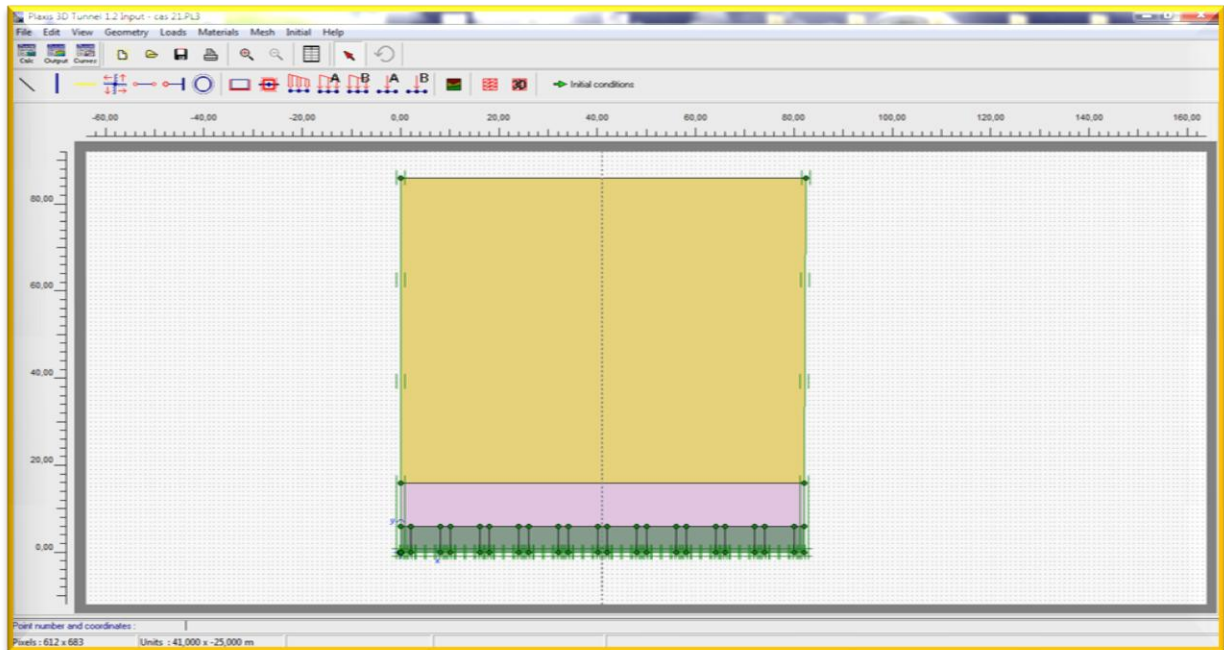 Plaxis 3D Tunnel 1.2 Input - cas 21.PL3
File Edit View Geometry Loads Materials Mesh Initial Help
Calc Output Curves
A B A B 3D Initial conditions
-60,00 -40,00 -20,00 0,00 20,00 40,00 60,00 80,00 100,00 120,00 140,00 160,00
80,00
60,00
40,00
20,00
y
0,00
x
Point number and coordinates :
Pixels : 612 x 683 Units : 41,000 x -25,000 m